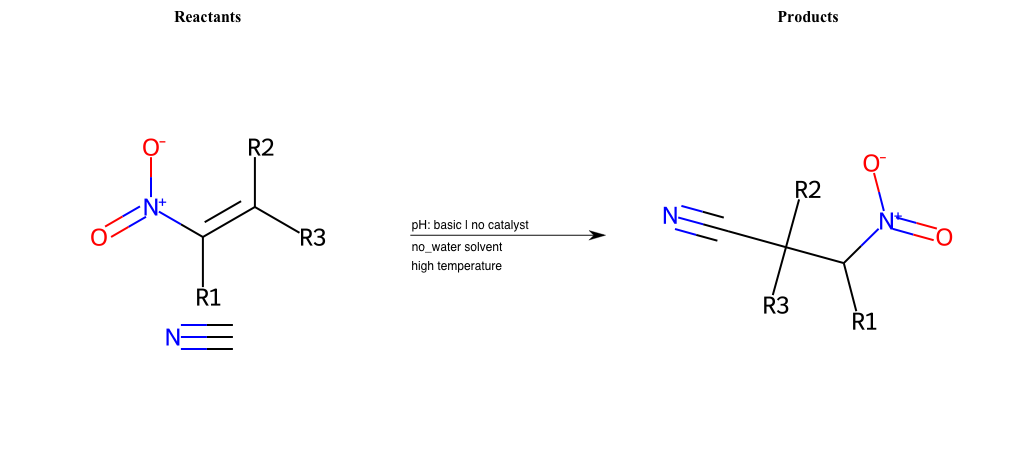 Reactants
Products
O⁻
R2
N⁺
O
R3
R1
N
pH: basic | no catalyst
no_water solvent
high temperature
O⁻
R2
N
N⁺
O
R3
R1